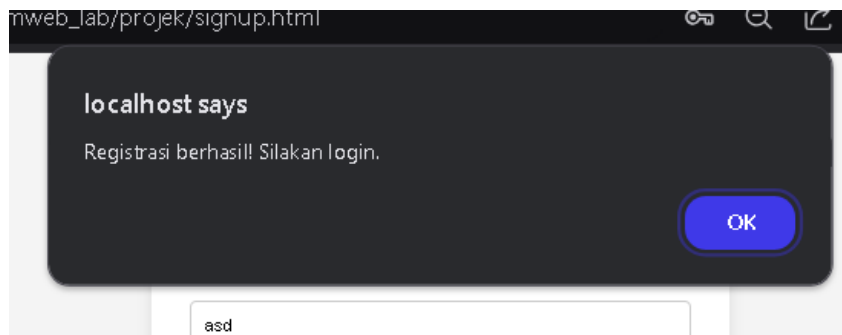 mweb_lab/projek/signup.html
localhost says
Registrasi berhasil! Silakan login.
OK
asd